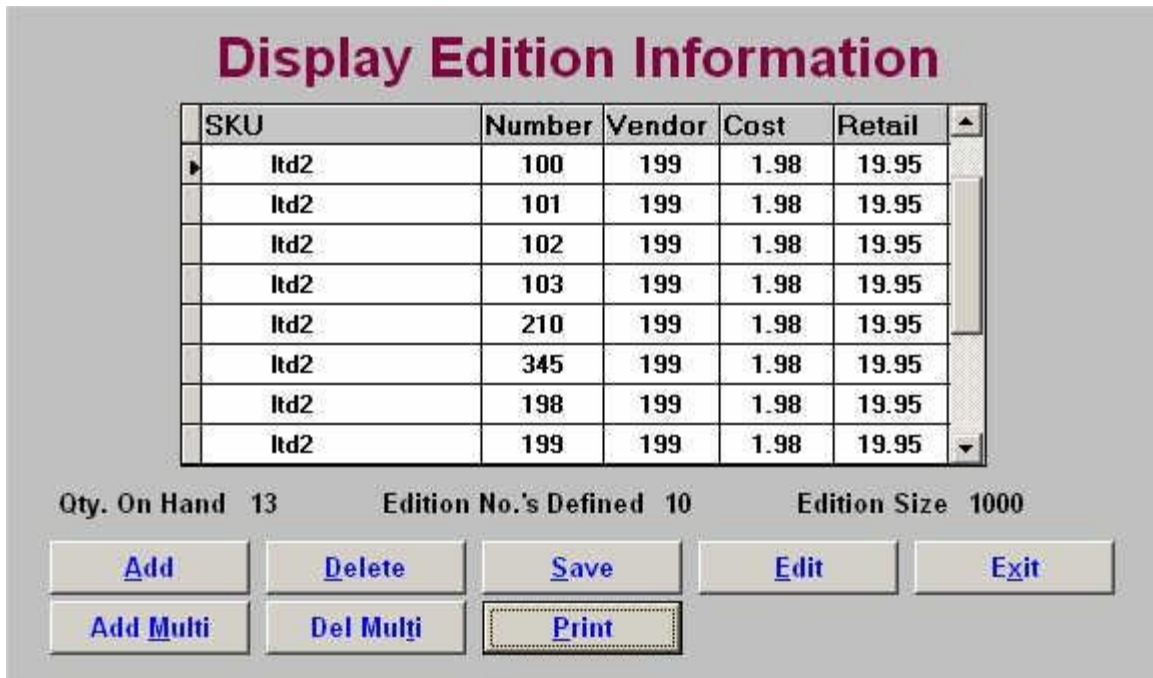 Display Edition Information
SKU Number Vendor Cost Retail
ltd2 100 199 1.98 19.95
ltd2 101 199 1.98 19.95
ltd2 102 199 1.98 19.95
ltd2 103 199 1.98 19.95
ltd2 210 199 1.98 19.95
ltd2 345 199 1.98 19.95
ltd2 198 199 1.98 19.95
ltd2 199 199 1.98 19.95
Qty. On Hand 13 Edition No.'s Defined 10 Edition Size 1000
Add Delete Save Edit Exit
Add Multi Del Multi Print